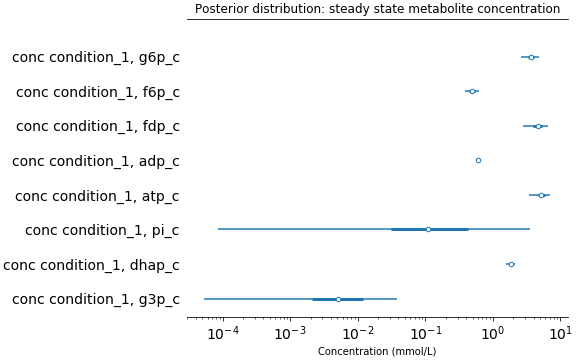 Posterior distribution: steady state metabolite concentration
conc condition_1, g6p_c
conc condition_1, f6p_c
conc condition_1, fdp_c
conc condition_1, adp_c
conc condition_1, atp_c
conc condition_1, pi_c
conc condition_1, dhap_c
conc condition_1, g3p_c
10⁻⁴ 10⁻³ 10⁻² 10⁻¹ 10⁰ 10¹
Concentration (mmol/L)